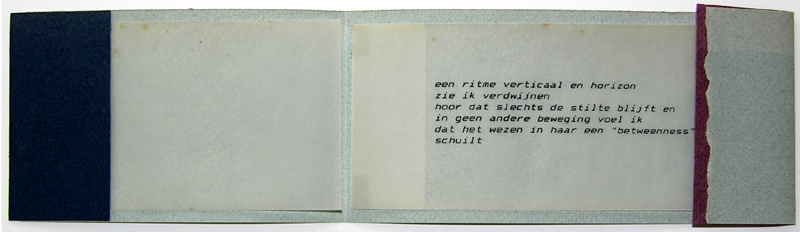 een ritme verticaal en horizon
zie ik verdwijnen
hoor dat slechts de stilte blijft en
in geen andere beweging voel ik
dat het wezen in haar een "betweenness"
schuilt